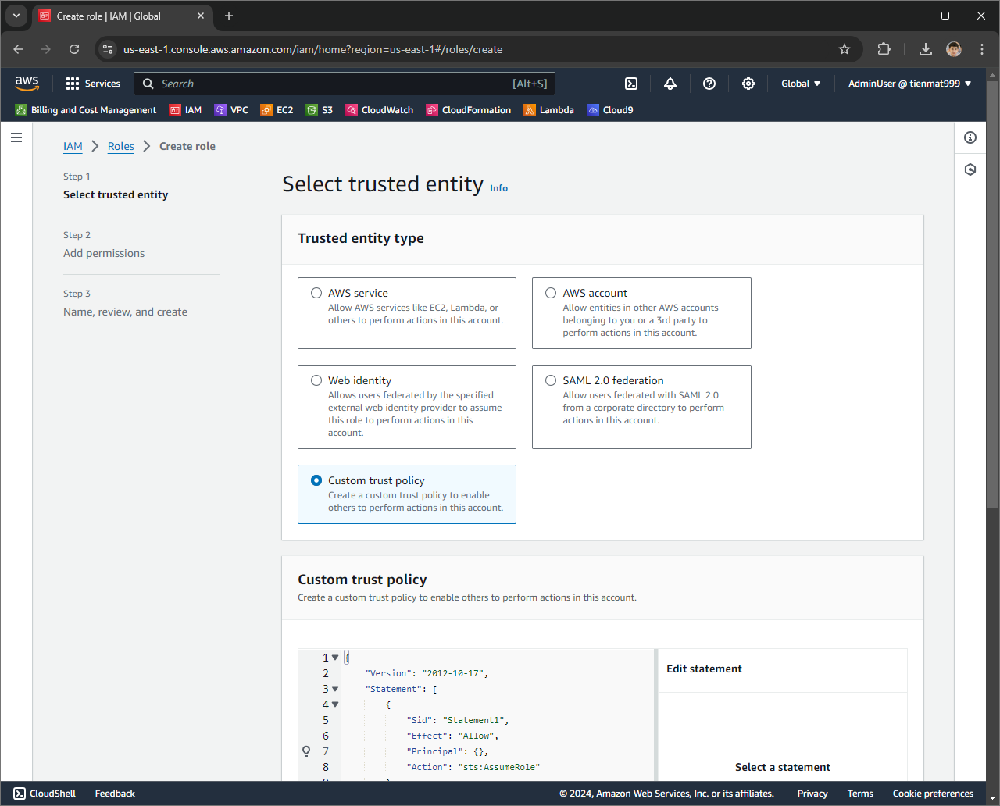 Create role | IAM | Global
us-east-1.console.aws.amazon.com/iam/home?region=us-east-1#/roles/create
aws
Services
Search
[Alt+S]
Global
AdminUser @ tienmat999
Billing and Cost Management
IAM
VPC
EC2
S3
CloudWatch
CloudFormation
Lambda
Cloud9
IAM
Roles
Create role
Step 1
Select trusted entity
Step 2
Add permissions
Step 3
Name, review, and create
Select trusted entity Info
Trusted entity type
AWS service
Allow AWS services like EC2, Lambda, or
others to perform actions in this account.
AWS account
Allow entities in other AWS accounts
belonging to you or a 3rd party to
perform actions in this account.
Web identity
Allows users federated by the specified
external web identity provider to assume
this role to perform actions in this
account.
SAML 2.0 federation
Allow users federated with SAML 2.0
from a corporate directory to perform
actions in this account.
Custom trust policy
Create a custom trust policy to enable
others to perform actions in this account.
Custom trust policy
Create a custom trust policy to enable others to perform actions in this account.
1 {
2 "Version": "2012-10-17",
3 "Statement": [
4 {
5 "Sid": "Statement1",
6 "Effect": "Allow",
7 "Principal": {},
8 "Action": "sts:AssumeRole"
Edit statement
Select a statement
CloudShell
Feedback
© 2024, Amazon Web Services, Inc. or its affiliates.
Privacy
Terms
Cookie preferences